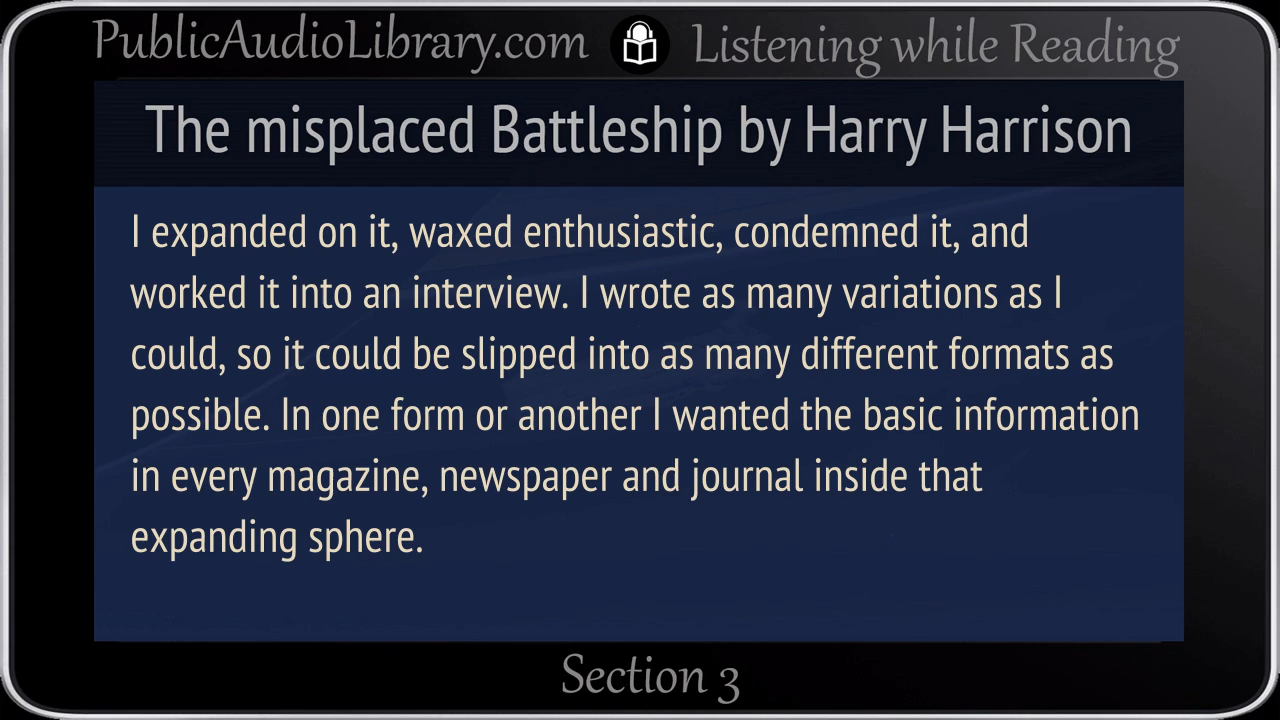 PublicAudioLibrary.com Listening while Reading
The misplaced Battleship by Harry Harrison
I expanded on it, waxed enthusiastic, condemned it, and
worked it into an interview. I wrote as many variations as I
could, so it could be slipped into as many different formats as
possible. In one form or another I wanted the basic information
in every magazine, newspaper and journal inside that
expanding sphere.
Section 3